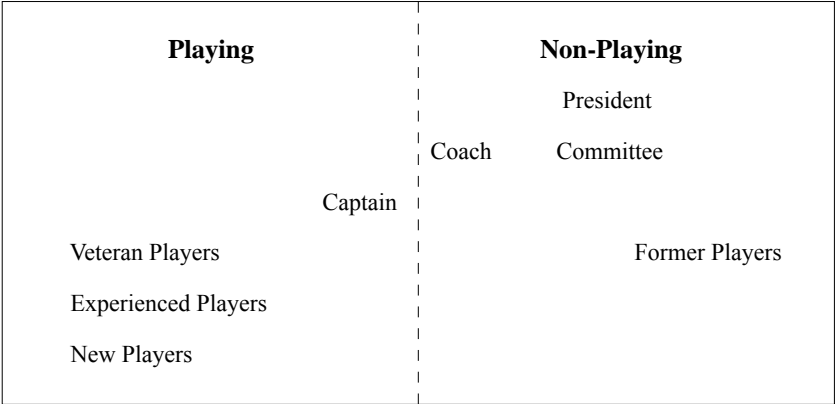 Playing Non-Playing
President
Coach Committee
Captain
Veteran Players Former Players
Experienced Players
New Players